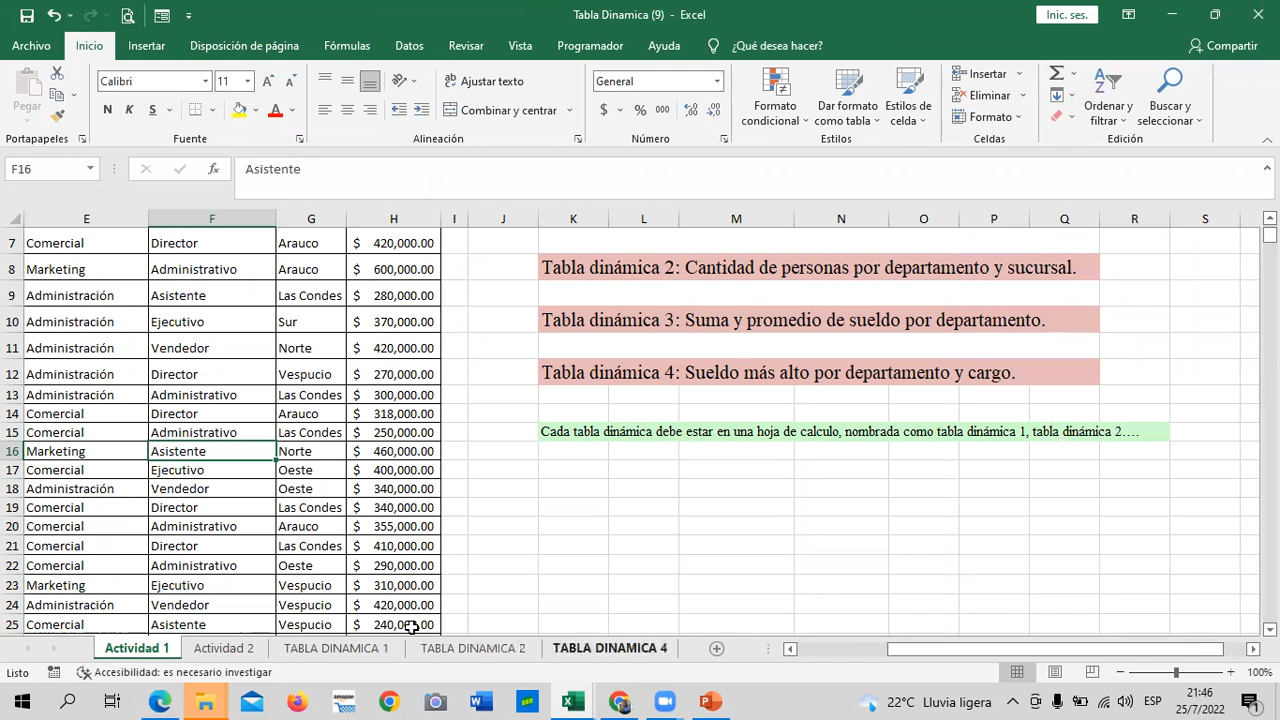 Tabla Dinamica (9) - Excel
Inic. ses.
Archivo Inicio Insertar Disposición de página Fórmulas Datos Revisar Vista Programador Ayuda ¿Qué desea hacer? Compartir
Pegar
Calibri 11
N K S
Ajustar texto
Combinar y centrar
General
$ % 000
Formato condicional
Dar formato como tabla
Estilos de celda
Insertar
Eliminar
Formato
Ordenar y filtrar
Buscar y seleccionar
Portapapeles Fuente Alineación Número Estilos Celdas Edición
F16 fx Asistente
E F G H I J K L M N O P Q R S
7 Comercial Director Arauco $ 420,000.00
8 Marketing Administrativo Arauco $ 600,000.00 Tabla dinámica 2: Cantidad de personas por departamento y sucursal.
9 Administración Asistente Las Condes $ 280,000.00
10 Administración Ejecutivo Sur $ 370,000.00 Tabla dinámica 3: Suma y promedio de sueldo por departamento.
11 Administración Vendedor Norte $ 420,000.00
12 Administración Director Vespucio $ 270,000.00 Tabla dinámica 4: Sueldo más alto por departamento y cargo.
13 Administración Administrativo Las Condes $ 300,000.00
14 Comercial Director Arauco $ 318,000.00
15 Comercial Administrativo Las Condes $ 250,000.00 Cada tabla dinámica debe estar en una hoja de calculo, nombrada como tabla dinámica 1, tabla dinámica 2….
16 Marketing Asistente Norte $ 460,000.00
17 Comercial Ejecutivo Oeste $ 400,000.00
18 Administración Vendedor Oeste $ 340,000.00
19 Comercial Director Las Condes $ 340,000.00
20 Comercial Administrativo Arauco $ 355,000.00
21 Comercial Director Las Condes $ 410,000.00
22 Comercial Administrativo Oeste $ 290,000.00
23 Marketing Ejecutivo Vespucio $ 310,000.00
24 Administración Vendedor Vespucio $ 420,000.00
25 Comercial Asistente Vespucio $ 240,000.00
Actividad 1 Actividad 2 TABLA DINAMICA 1 TABLA DINAMICA 2 TABLA DINAMICA 4
Listo Accesibilidad: es necesario investigar 100%
22°C Lluvia ligera ESP 21:46
25/7/2022